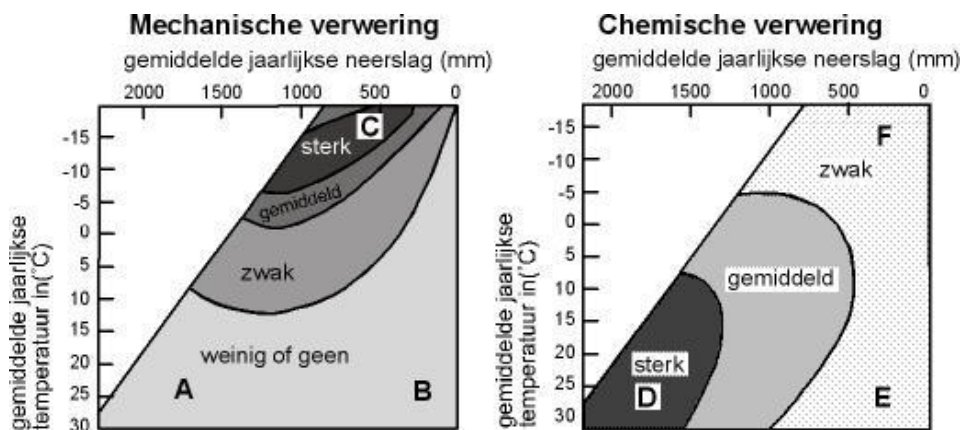 Mechanische verwering
gemiddelde jaarlijkse neerslag (mm)
2000 1500 1000 500 0
-15
-10
-5
0
5
10
15
20
25
30
gemiddelde jaarlijkse
temperatuur in(°C)
C
sterk
gemiddeld
zwak
weinig of geen
A
B
Chemische verwering
gemiddelde jaarlijkse neerslag (mm)
2000 1500 1000 500 0
-15
-10
-5
0
5
10
15
20
25
30
gemiddelde jaarlijkse
temperatuur in(°C)
F
zwak
gemiddeld
sterk
D
E